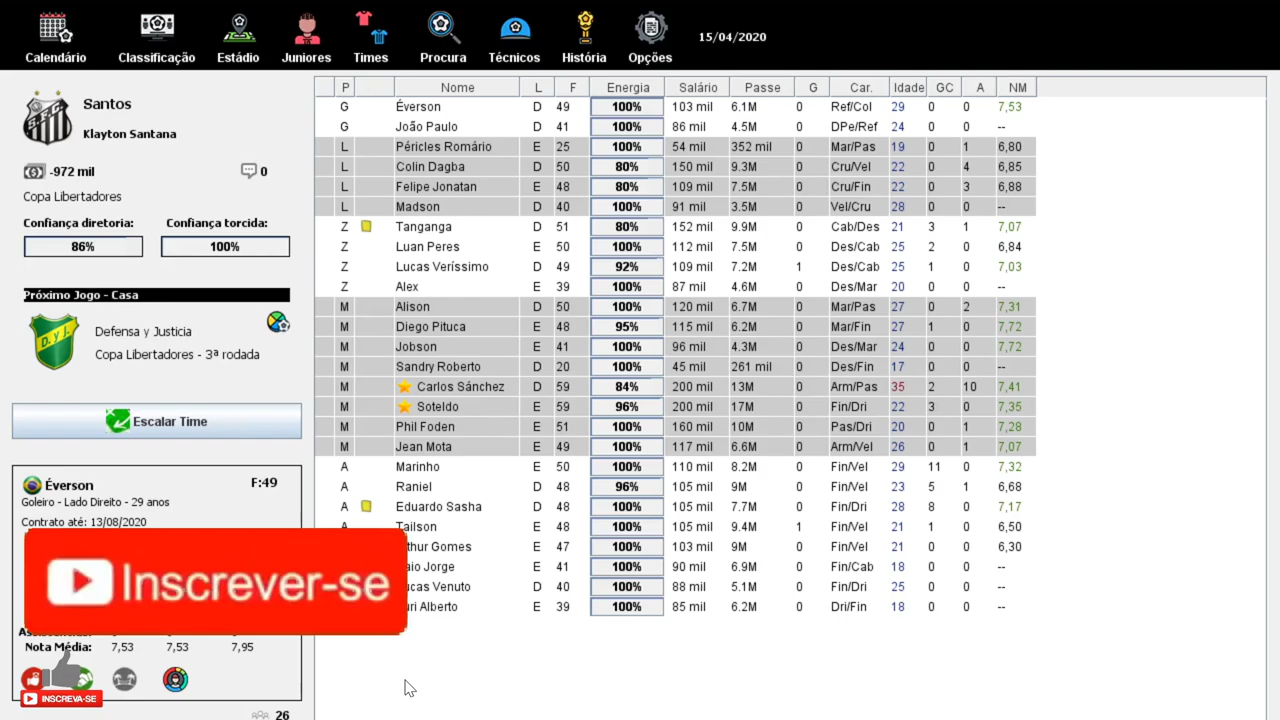 Calendário Classificação Estádio Juniores Times Procura Técnicos História Opções 15/04/2020
Santos
Klayton Santana
-972 mil 0
Copa Libertadores
Confiança diretoria: Confiança torcida:
86% 100%
Próximo Jogo - Casa
Defensa y Justicia
Copa Libertadores - 3ª rodada
Escalar Time
Éverson F:49
Goleiro - Lado Direito - 29 anos
Contrato até: 13/08/2020
Inscrever-se
Nota Média: 7,53 7,53 7,95
INSCREVA-SE
26
P Nome L F Energia Salário Passe G Car. Idade GC A NM
G Éverson D 49 100% 103 mil 6.1M 0 Ref/Col 29 0 0 7,53
G João Paulo D 41 100% 86 mil 4.5M 0 DPe/Ref 24 0 0 --
L Péricles Romário E 25 100% 54 mil 352 mil 0 Mar/Pas 19 0 1 6,80
L Colin Dagba D 50 80% 150 mil 9.3M 0 Cru/Vel 22 0 4 6,85
L Felipe Jonatan E 48 80% 109 mil 7.5M 0 Cru/Fin 22 0 3 6,88
L Madson D 40 100% 91 mil 3.5M 0 Vel/Cru 28 0 0 --
Z Tanganga D 51 80% 152 mil 9.9M 0 Cab/Des 21 3 1 7,07
Z Luan Peres E 50 100% 112 mil 7.5M 0 Des/Cab 25 2 0 6,84
Z Lucas Veríssimo D 49 92% 109 mil 7.2M 1 Des/Cab 25 1 0 7,03
Z Alex E 39 100% 87 mil 4.6M 0 Des/Mar 20 0 0 --
M Alison D 50 100% 120 mil 6.7M 0 Mar/Pas 27 0 2 7,31
M Diego Pituca E 48 95% 115 mil 6.2M 0 Mar/Fin 27 1 0 7,72
M Jobson E 41 100% 96 mil 4.3M 0 Des/Mar 24 0 0 7,72
M Sandry Roberto D 20 100% 45 mil 261 mil 0 Des/Fin 17 0 0 --
M Carlos Sánchez D 59 84% 200 mil 13M 0 Arm/Pas 35 2 10 7,41
M Soteldo E 59 96% 200 mil 17M 0 Fin/Dri 22 3 0 7,35
M Phil Foden E 51 100% 160 mil 10M 0 Pas/Dri 20 0 1 7,28
M Jean Mota E 49 100% 117 mil 6.6M 0 Arm/Vel 26 0 1 7,07
A Marinho E 50 100% 110 mil 8.2M 0 Fin/Vel 29 11 0 7,32
A Raniel D 48 96% 105 mil 9M 0 Fin/Vel 23 5 1 6,68
A Eduardo Sasha D 48 100% 105 mil 7.7M 0 Fin/Dri 28 8 0 7,17
A Tailson E 48 100% 105 mil 9.4M 0 Fin/Vel 21 1 0 6,50
Gomes E 47 100% 103 mil 9M 0 Fin/Vel 21 0 0 6,30
Jorge E 41 100% 90 mil 6.9M 0 Fin/Cab 18 0 0 --
Venuto D 40 100% 88 mil 5.1M 0 Fin/Dri 25 0 0 --
Alberto E 39 100% 85 mil 6.2M 0 Dri/Fin 18 0 0 --